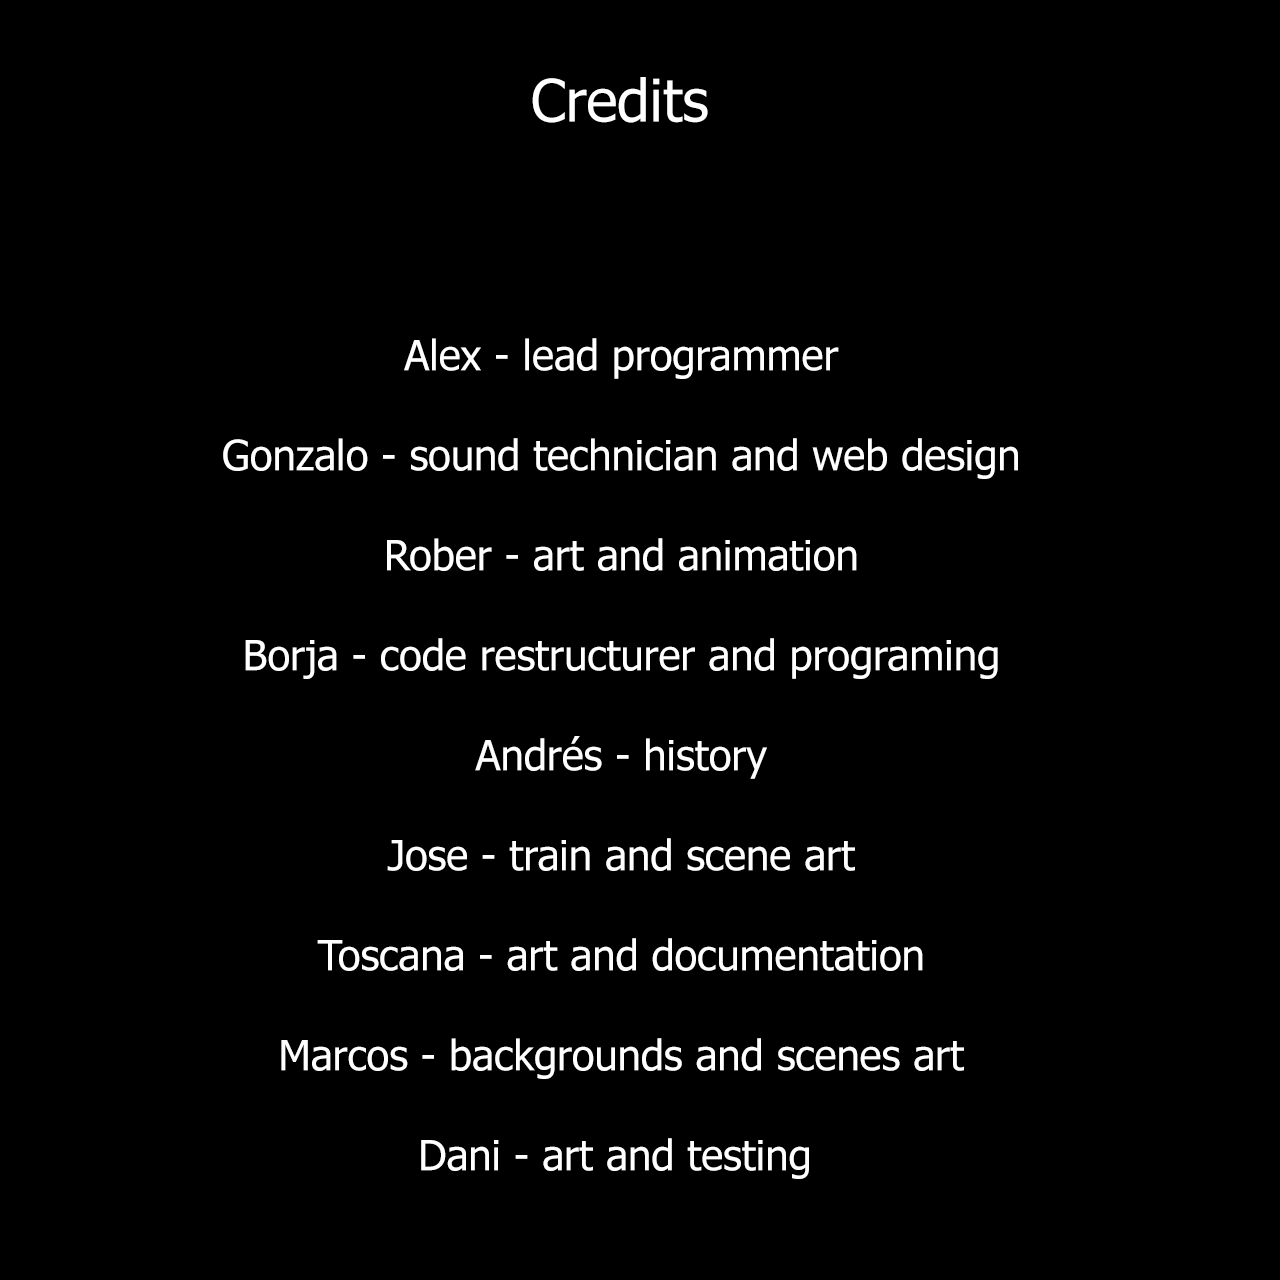 Credits
Alex - lead programmer
Gonzalo - sound technician and web design
Rober - art and animation
Borja - code restructurer and programing
Andrés - history
Jose - train and scene art
Toscana - art and documentation
Marcos - backgrounds and scenes art
Dani - art and testing